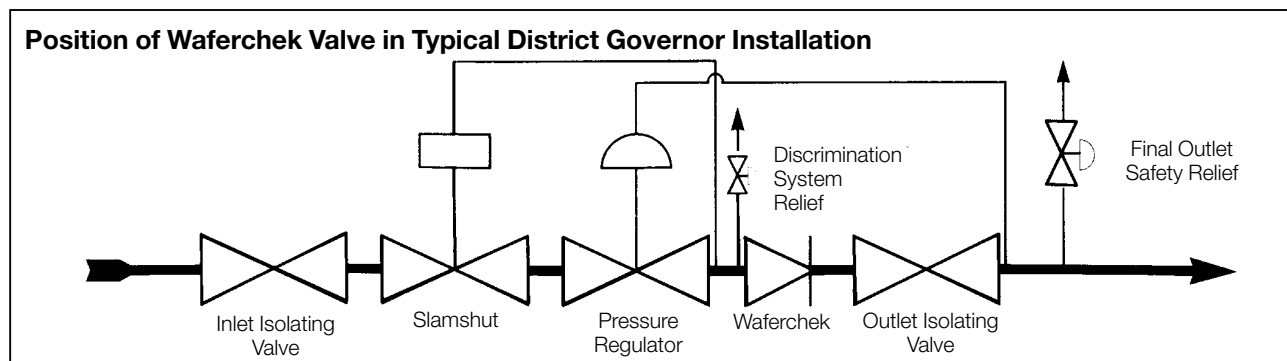 Position of Waferchek Valve in Typical District Governor Installation
Discrimination
System
Relief
Final Outlet
Safety Relief
Inlet Isolating
Valve
Slamshut
Pressure
Regulator
Waferchek
Outlet Isolating
Valve